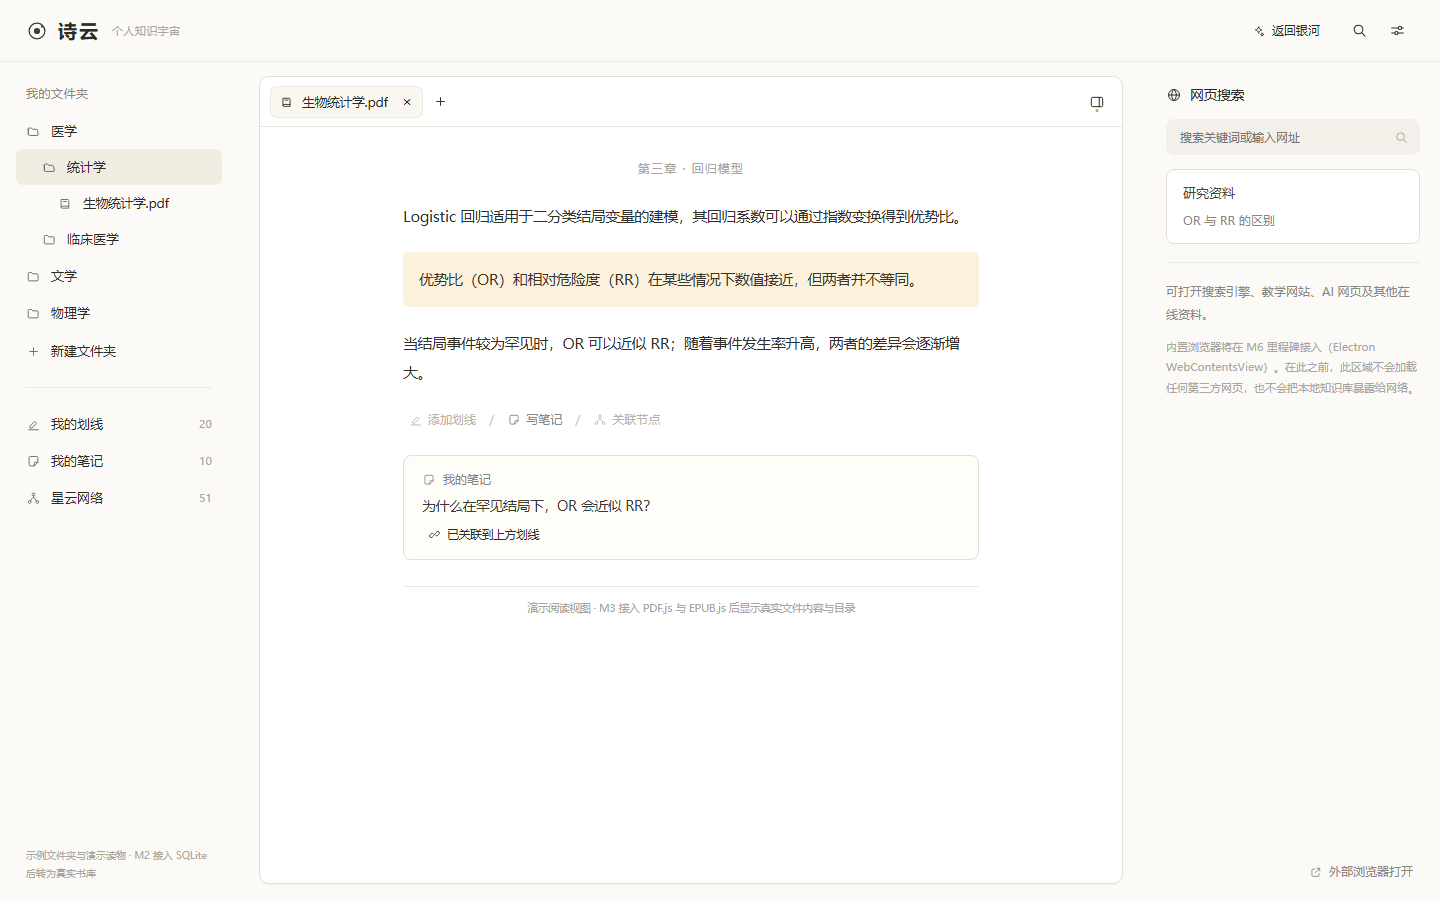 诗云 个人知识宇宙 返回银河
我的文件夹
医学
统计学
生物统计学.pdf
临床医学
文学
物理学
新建文件夹
我的划线 20
我的笔记 10
星云网络 51
示例文件夹与演示读物 · M2 接入 SQLite
后转为真实书库
生物统计学.pdf
第三章 · 回归模型
Logistic 回归适用于二分类结局变量的建模，其回归系数可以通过指数变换得到优势比。
优势比（OR）和相对危险度（RR）在某些情况下数值接近，但两者并不等同。
当结局事件较为罕见时，OR 可以近似 RR；随着事件发生率升高，两者的差异会逐渐增
大。
添加划线 / 写笔记 / 关联节点
我的笔记
为什么在罕见结局下，OR 会近似 RR?
已关联到上方划线
演示阅读视图 · M3 接入 PDF.js 与 EPUB.js 后显示真实文件内容与目录
网页搜索
搜索关键词或输入网址
研究资料
OR 与 RR 的区别
可打开搜索引擎、教学网站、AI 网页及其他在
线资料。
内置浏览器将在 M6 里程碑接入（Electron
WebContentsView）。在此之前，此区域不会加载
任何第三方网页，也不会把本地知识库暴露给网络。
外部浏览器打开